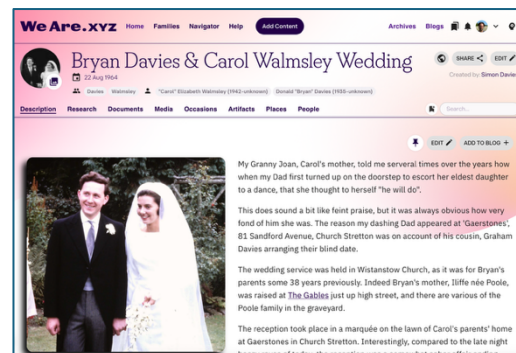 WeAre.xyz Home Families Navigator Help Add Content Archives Blogs
Bryan Davies & Carol Walmsley Wedding
SHARE EDIT
22 Aug 1964
Created by: Simon Davie
Davies Walmsley "Carol" Elizabeth Walmsley (1942-unknown) Donald "Bryan" Davies (1935-unknown)
Description Research Documents Media Occasions Artifacts Places People
Search...
EDIT ADD TO BLOG +
My Granny Joan, Carol's mother, told me serveral times over the years how
when my Dad first turned up on the doorstep to escort her eldest daughter
to a dance, that she thought to herself "he will do".
This does sound a bit like feint praise, but it was always obvious how very
fond of him she was. The reason my dashing Dad appeared at 'Gaerstones',
81 Sandford Avenue, Church Stretton was on account of his cousin, Graham
Davies arranging their blind date.
The wedding service was held in Wistanstow Church, as it was for Bryan's
parents some 38 years previously. Indeed Bryan's mother, Iliffe née Poole,
was raised at The Gables just up high street, and there are various of the
Poole family in the graveyard.
The reception took place in a marquée on the lawn of Carol's parents' home
at Gaerstones in Church Stretton. Interestingly, compared to the late night